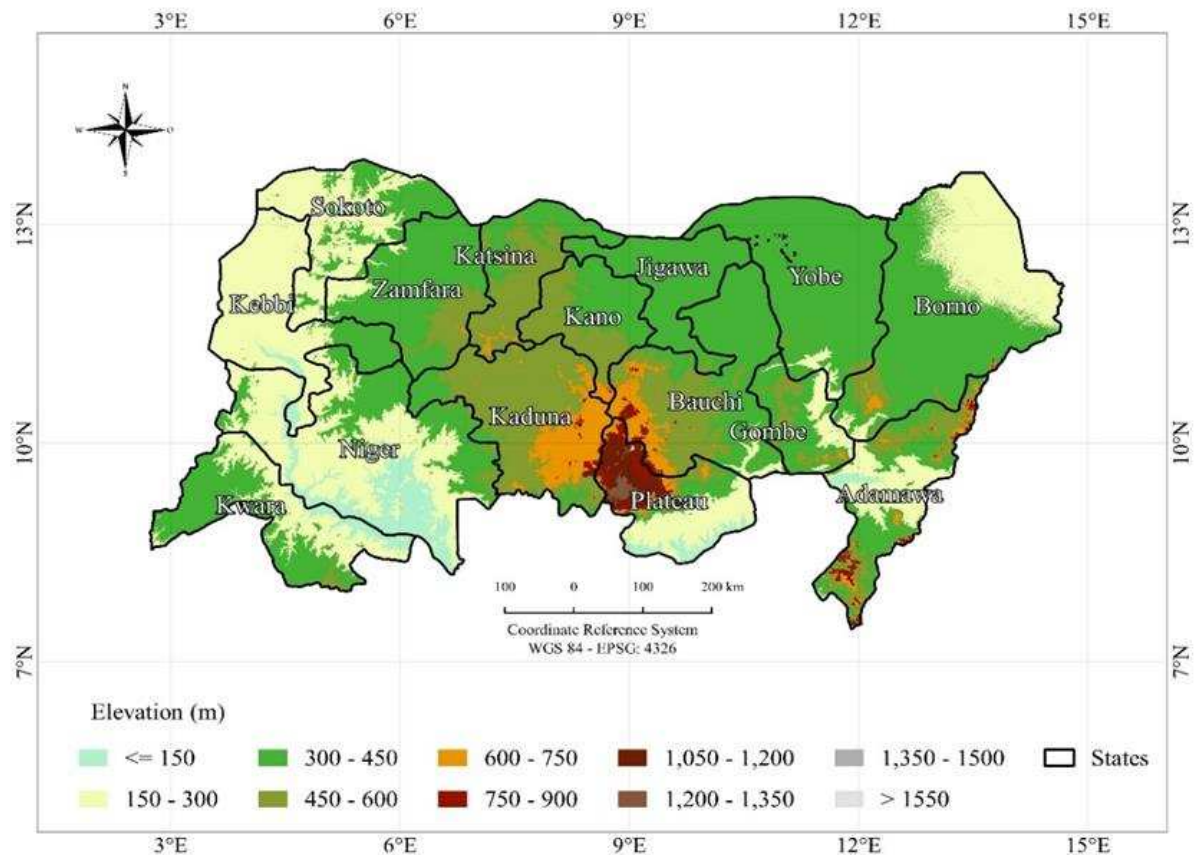 3°E 6°E 9°E 12°E 15°E
N
W O
S
13°N 13°N
Sokoto
Katsina
Jigawa
Yobe
Zamfara
Kebbi
Kano
Borno
Kaduna
Bauchi
Gombe
10°N 10°N
Niger
Plateau
Adamawa
Kwara
100 0 100 200 km
Coordinate Reference System
WGS 84 - EPSG: 4326
7°N 7°N
Elevation (m)
<= 150 300 - 450 600 - 750 1,050 - 1,200 1,350 - 1500 States
150 - 300 450 - 600 750 - 900 1,200 - 1,350 > 1550
3°E 6°E 9°E 12°E 15°E